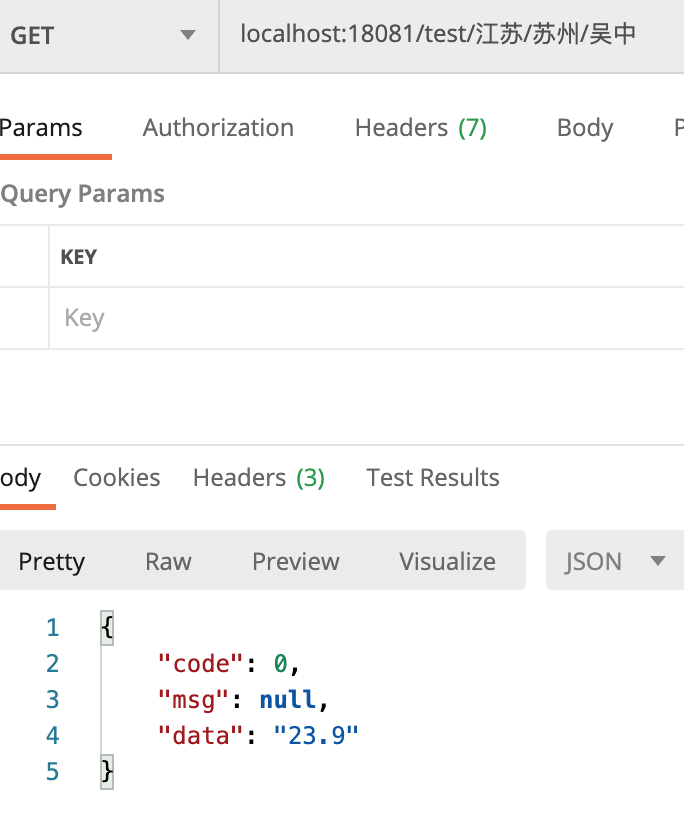 GET localhost:18081/test/江苏/苏州/吴中
Params Authorization Headers (7) Body P
Query Params
KEY
Key
ody Cookies Headers (3) Test Results
Pretty Raw Preview Visualize JSON
1 {
2 "code": 0,
3 "msg": null,
4 "data": "23.9"
5 }